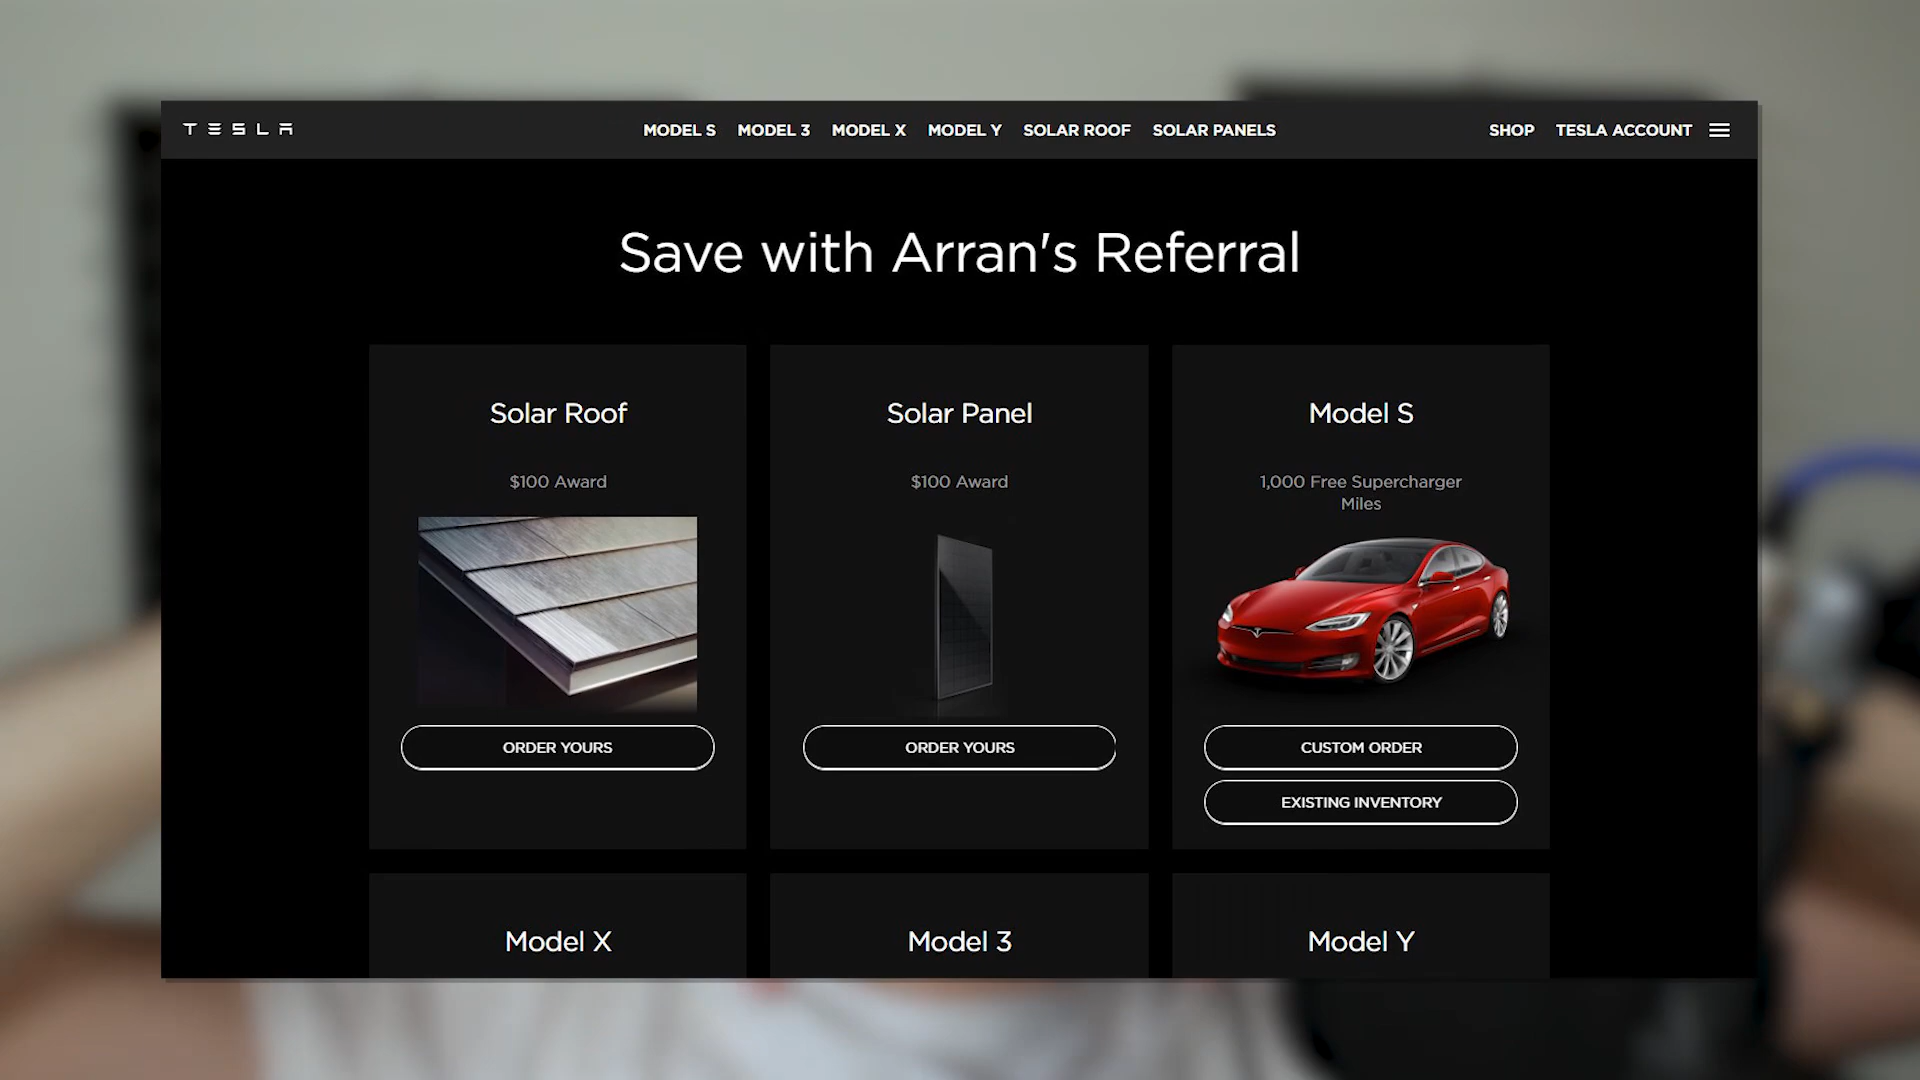 TESLA
MODEL S MODEL 3 MODEL X MODEL Y SOLAR ROOF SOLAR PANELS
SHOP TESLA ACCOUNT
Save with Arran's Referral
Solar Roof
$100 Award
ORDER YOURS
Solar Panel
$100 Award
ORDER YOURS
Model S
1,000 Free Supercharger
Miles
CUSTOM ORDER
EXISTING INVENTORY
Model X
Model 3
Model Y